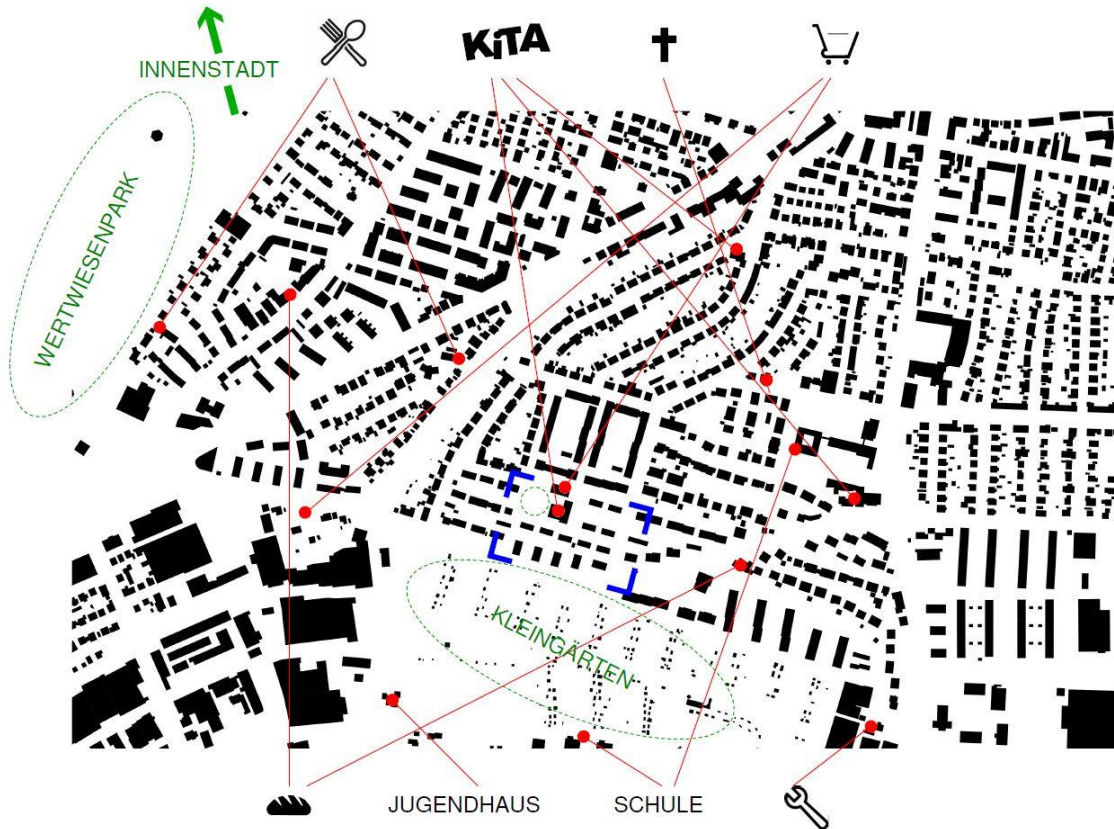 KiTA
INNENSTADT
WERTWIESENPARK
KLEINGÄRTEN
JUGENDHAUS
SCHULE